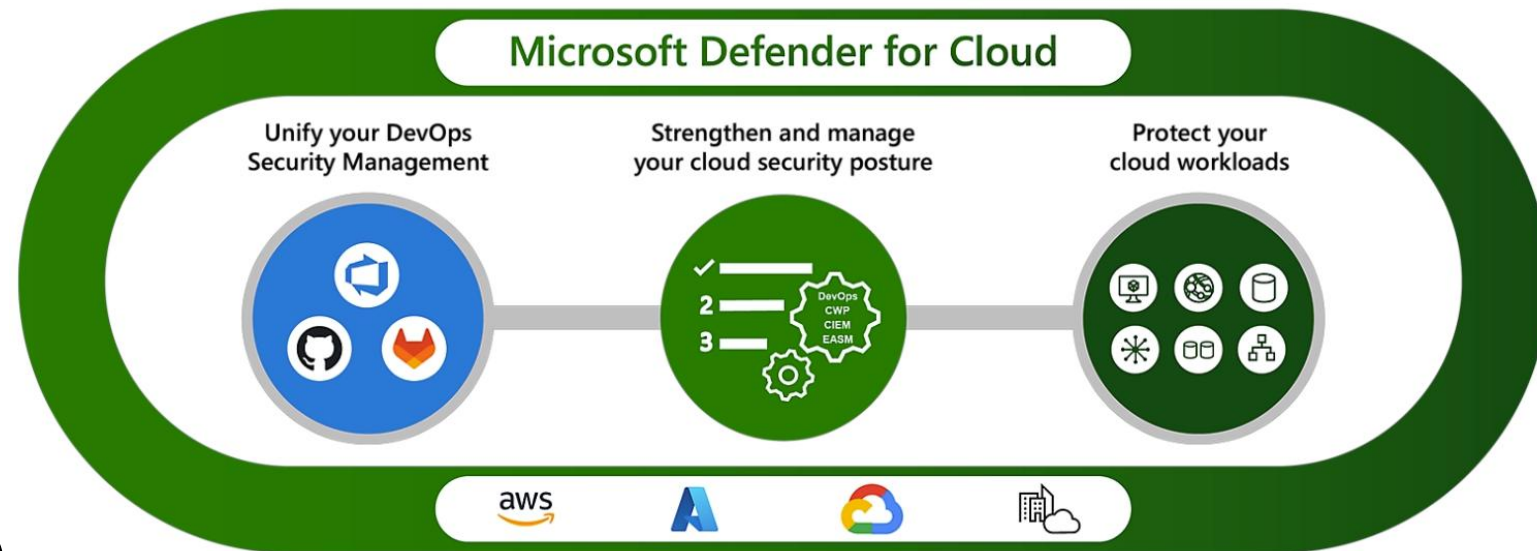 Microsoft Defender for Cloud
Unify your DevOps
Security Management
Strengthen and manage
your cloud security posture
Protect your
cloud workloads
2
3
DevOps
CWP
CIEM
EASM
aws